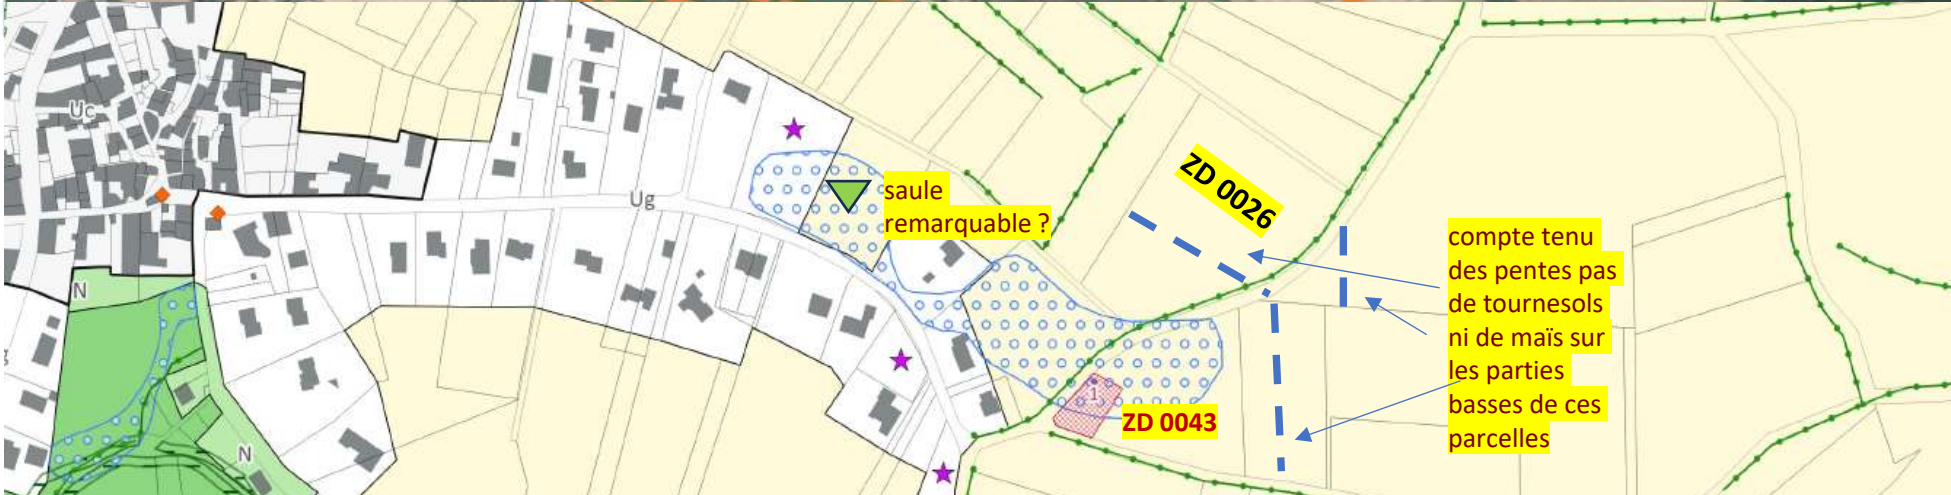 Uc
Ug
N
N
saule
remarquable ?
ZD 0026
1
ZD 0043
compte tenu
des pentes pas
de tournesols
ni de maïs sur
les parties
basses de ces
parcelles